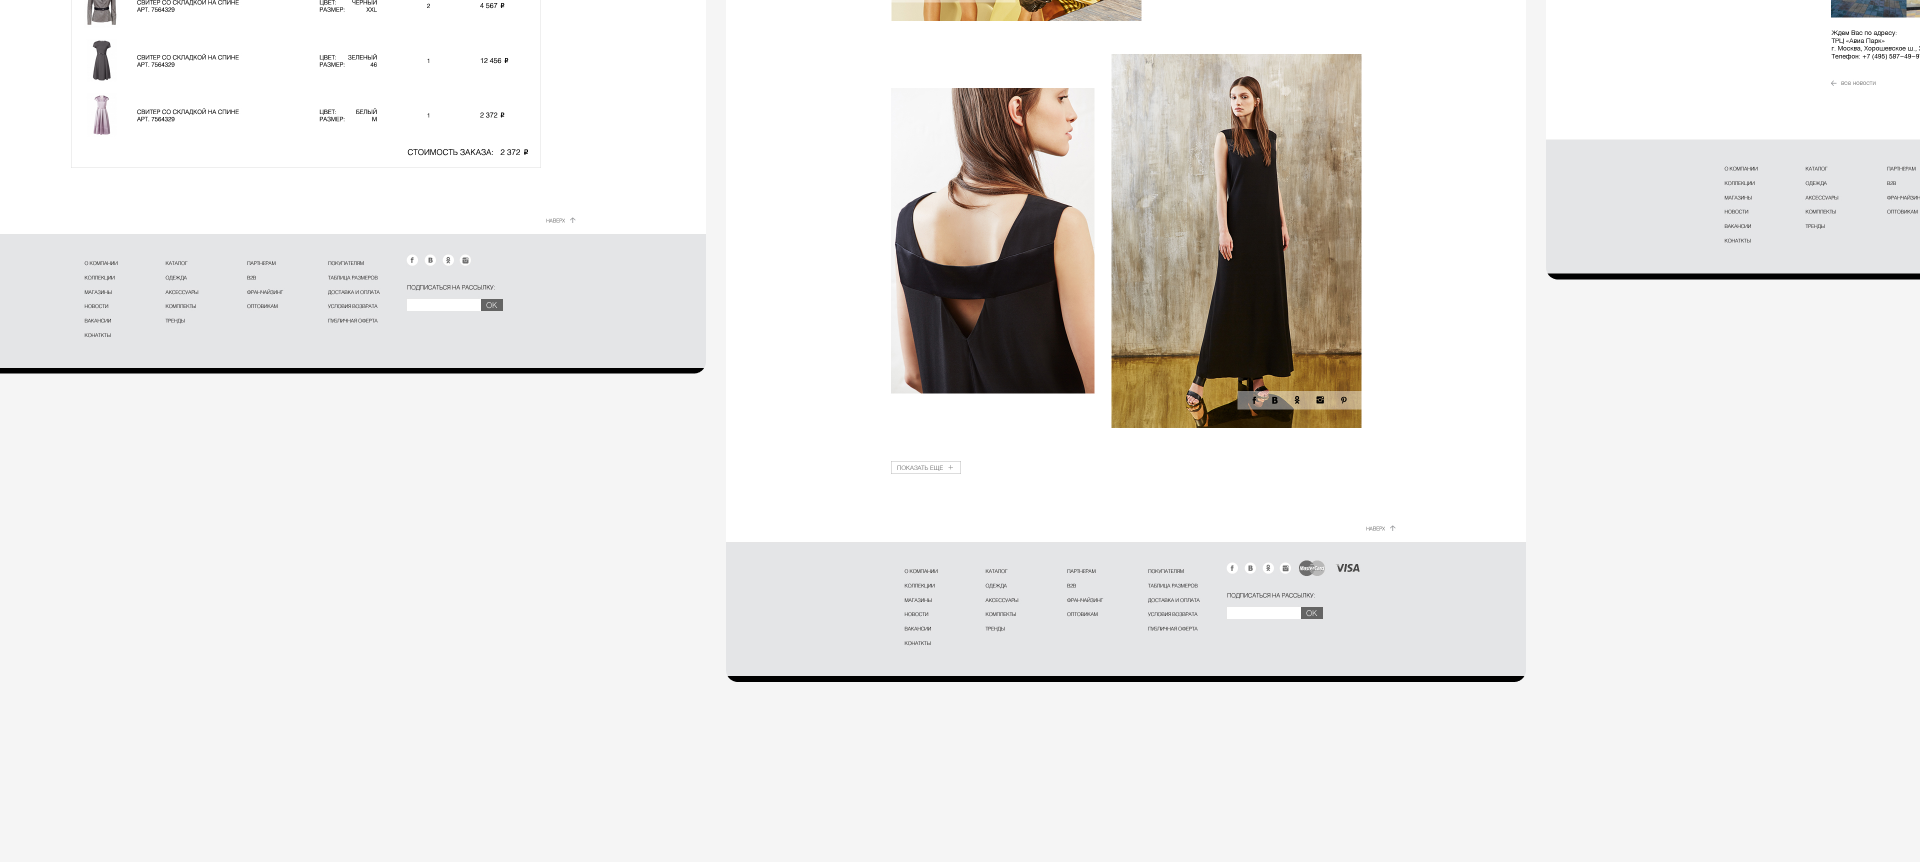 СВИТЕР СО СКЛАДКОЙ НА СПИНЕ ЦВЕТ: ЧЕРНЫЙ 2 4 567 ₽
АРТ. 7564329 РАЗМЕР: XXL
СВИТЕР СО СКЛАДКОЙ НА СПИНЕ ЦВЕТ: ЗЕЛЕНЫЙ 1 12 456 ₽
АРТ. 7564329 РАЗМЕР: 46
СВИТЕР СО СКЛАДКОЙ НА СПИНЕ ЦВЕТ: БЕЛЫЙ 1 2 372 ₽
АРТ. 7564329 РАЗМЕР: M
СТОИМОСТЬ ЗАКАЗА: 2 372 ₽
НАВЕРХ
О КОМПАНИИ КАТАЛОГ ПАРТНЕРАМ ПОКУПАТЕЛЯМ
КОЛЛЕКЦИИ ОДЕЖДА B2B ТАБЛИЦА РАЗМЕРОВ
МАГАЗИНЫ АКСЕССУАРЫ ФРАНЧАЙЗИНГ ДОСТАВКА И ОПЛАТА
НОВОСТИ КОМПЛЕКТЫ ОПТОВИКАМ УСЛОВИЯ ВОЗВРАТА
ВАКАНСИИ ТРЕНДЫ ПУБЛИЧНАЯ ОФЕРТА
КОНАТКТЫ
ПОДПИСАТЬСЯ НА РАССЫЛКУ:
OK
ПОКАЗАТЬ ЕЩЕ +
НАВЕРХ
О КОМПАНИИ КАТАЛОГ ПАРТНЕРАМ ПОКУПАТЕЛЯМ
КОЛЛЕКЦИИ ОДЕЖДА B2B ТАБЛИЦА РАЗМЕРОВ
МАГАЗИНЫ АКСЕССУАРЫ ФРАНЧАЙЗИНГ ДОСТАВКА И ОПЛАТА
НОВОСТИ КОМПЛЕКТЫ ОПТОВИКАМ УСЛОВИЯ ВОЗВРАТА
ВАКАНСИИ ТРЕНДЫ ПУБЛИЧНАЯ ОФЕРТА
КОНАТКТЫ
MasterCard VISA
ПОДПИСАТЬСЯ НА РАССЫЛКУ:
OK
Ждем Вас по адресу:
ТРЦ «Авиа Парк»
г. Москва, Хорошевское ш.,
Телефон: +7 (495) 597-49-9
все новости
О КОМПАНИИ КАТАЛОГ ПАРТНЕРАМ
КОЛЛЕКЦИИ ОДЕЖДА B2B
МАГАЗИНЫ АКСЕССУАРЫ ФРАНЧАЙЗИН
НОВОСТИ КОМПЛЕКТЫ ОПТОВИКАМ
ВАКАНСИИ ТРЕНДЫ
КОНАТКТЫ